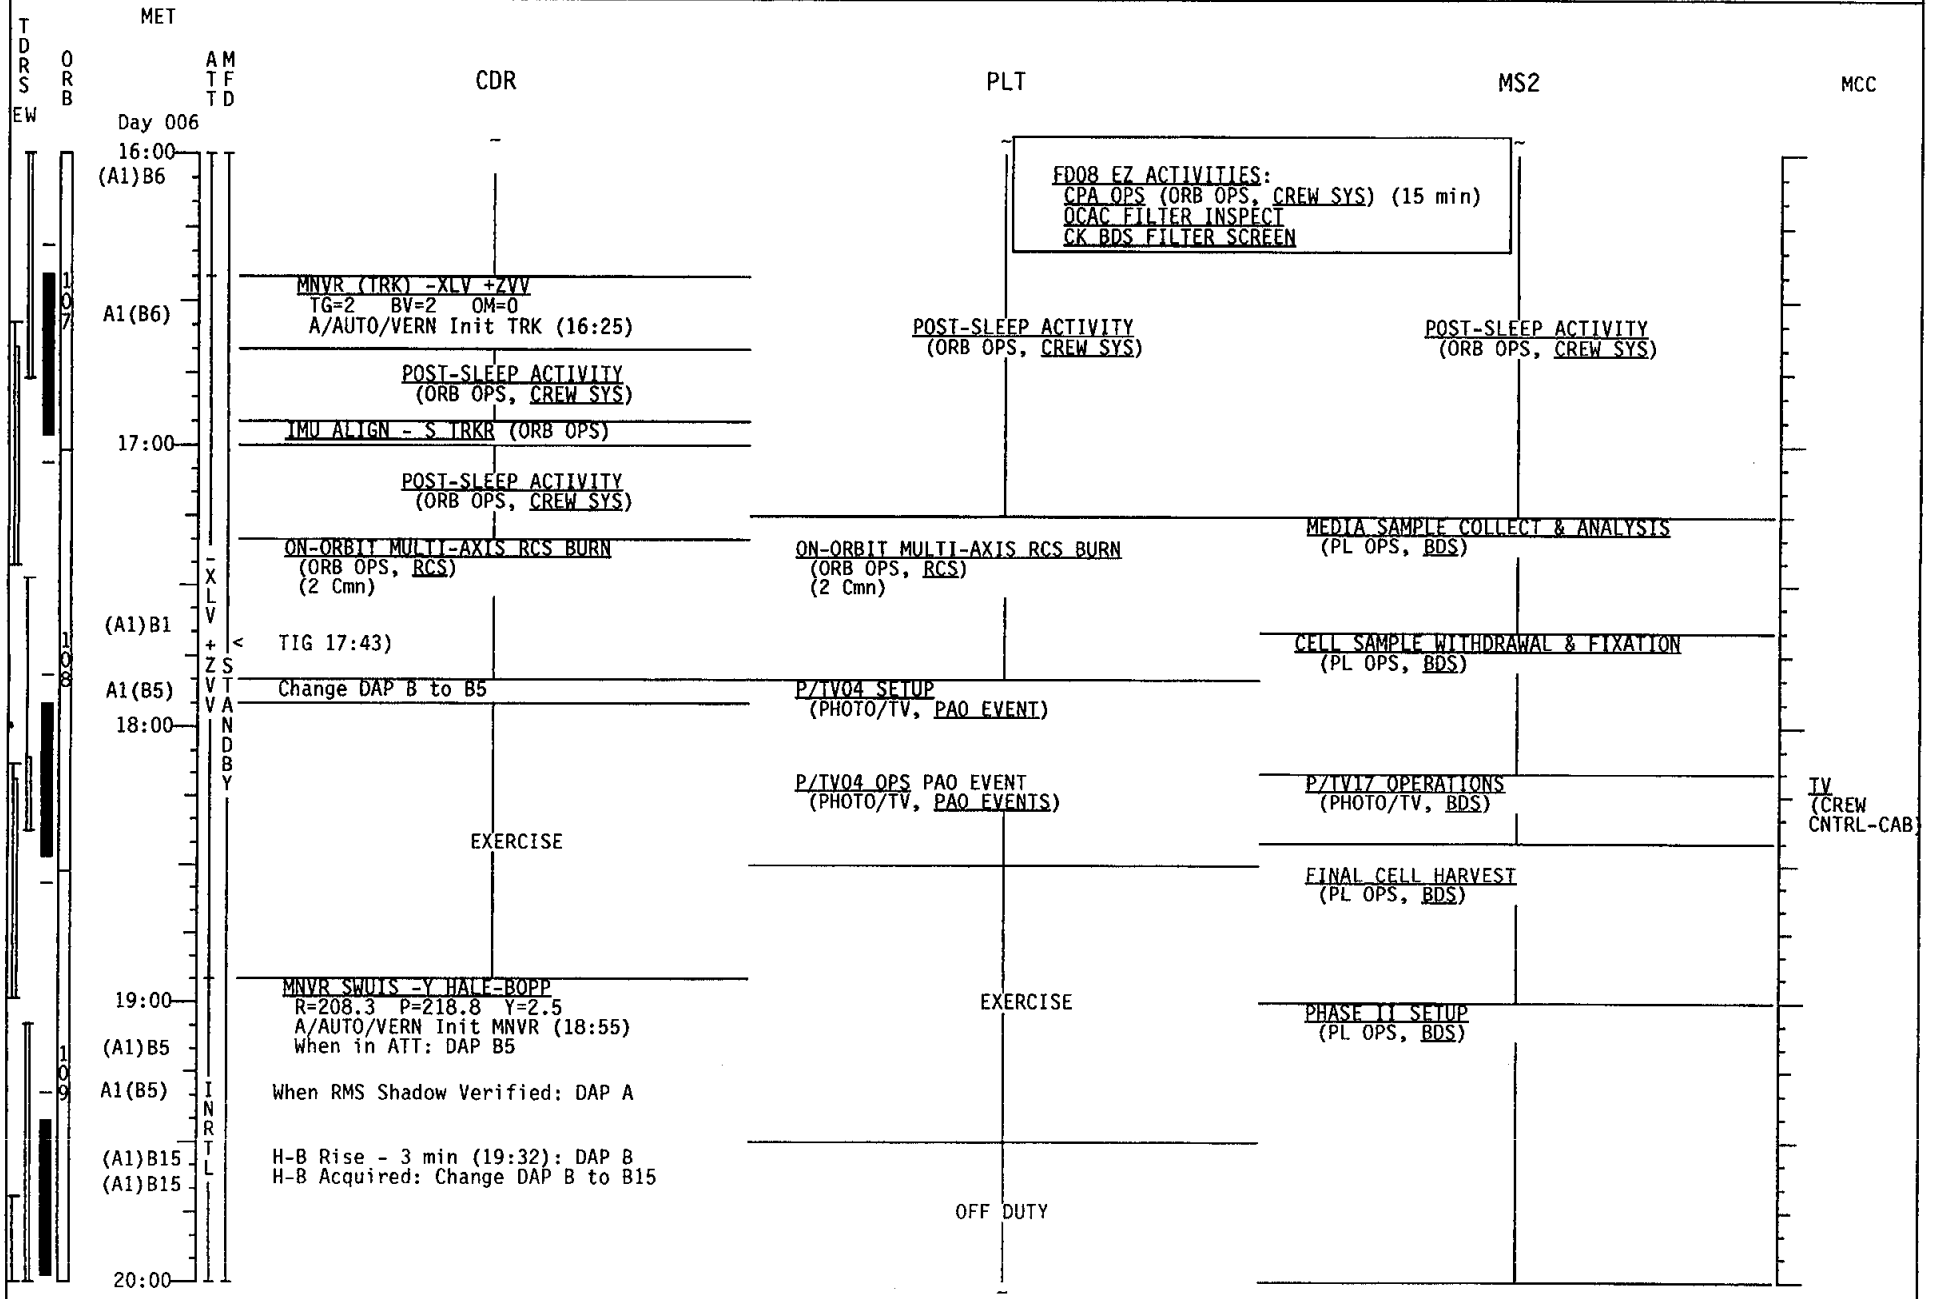 MET
TDRS
ORB
ATT
MFD
CDR
PLT
MS2
MCC
EW
Day 006
16:00
(A1)B6
FD08 EZ ACTIVITIES:
CPA OPS (ORB OPS, CREW SYS) (15 min)
OCAC FILTER INSPECT
CK BDS FILTER SCREEN
107
A1(B6)
MNVR (TRK) -XLV +ZVV
TG=2 BV=2 OM=0
A/AUTO/VERN Init TRK (16:25)
POST-SLEEP ACTIVITY
(ORB OPS, CREW SYS)
POST-SLEEP ACTIVITY
(ORB OPS, CREW SYS)
POST-SLEEP ACTIVITY
(ORB OPS, CREW SYS)
IMU ALIGN - S TRKR (ORB OPS)
17:00
POST-SLEEP ACTIVITY
(ORB OPS, CREW SYS)
MEDIA SAMPLE COLLECT & ANALYSIS
(PL OPS, BDS)
ON-ORBIT MULTI-AXIS RCS BURN
(ORB OPS, RCS)
(2 Cmn)
ON-ORBIT MULTI-AXIS RCS BURN
(ORB OPS, RCS)
(2 Cmn)
-XLV +ZVV
(A1)B1
108
< TIG 17:43)
STANDBY
CELL SAMPLE WITHDRAWAL & FIXATION
(PL OPS, BDS)
A1(B5)
Change DAP B to B5
P/TV04 SETUP
(PHOTO/TV, PAO EVENT)
18:00
P/TV04 OPS PAO EVENT
(PHOTO/TV, PAO EVENTS)
P/TV17 OPERATIONS
(PHOTO/TV, BDS)
TV
(CREW
CNTRL-CAB)
EXERCISE
FINAL CELL HARVEST
(PL OPS, BDS)
19:00
MNVR SWUIS -Y HALE-BOPP
R=208.3 P=218.8 Y=2.5
A/AUTO/VERN Init MNVR (18:55)
When in ATT: DAP B5
EXERCISE
PHASE II SETUP
(PL OPS, BDS)
(A1)B5
109
A1(B5)
INRTL
When RMS Shadow Verified: DAP A
(A1)B15
H-B Rise - 3 min (19:32): DAP B
(A1)B15
H-B Acquired: Change DAP B to B15
OFF DUTY
20:00